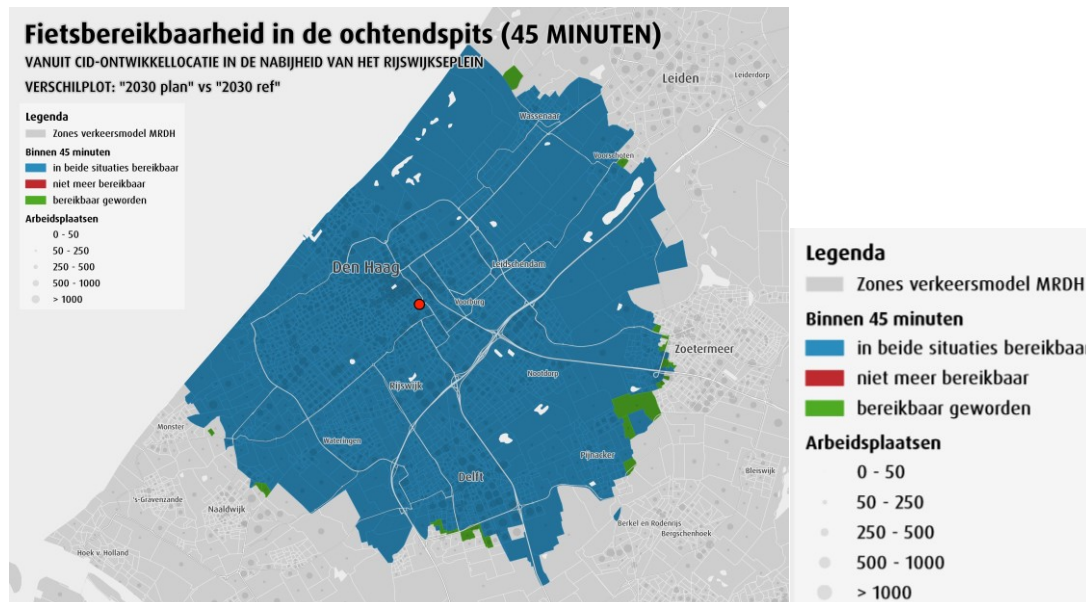 Fietsbereikbaarheid in de ochtendspits (45 MINUTEN)
VANUIT CID-ONTWIKKELLOCATIE IN DE NABIJHEID VAN HET RIJSWIJKSEPLEIN
VERSCHILPLOT: "2030 plan" vs "2030 ref"
Legenda
Zones verkeersmodel MRDH
Binnen 45 minuten
in beide situaties bereikbaar
niet meer bereikbaar
bereikbaar geworden
Arbeidsplaatsen
0 - 50
50 - 250
250 - 500
500 - 1000
> 1000
Leiden
Leiderdorp
Wassenaar
Voorschoten
Den Haag
Leidschendam
Voorburg
Zoetermeer
Nootdorp
Rijswijk
Monster
Wateringen
Pijnacker
Delft
Bleiswijk
's-Gravenzande
Naaldwijk
Berkel en Rodenrijs
Bergschenhoek
Hoek v. Holland
Legenda
Zones verkeersmodel MRDH
Binnen 45 minuten
in beide situaties bereikbaar
niet meer bereikbaar
bereikbaar geworden
Arbeidsplaatsen
0 - 50
50 - 250
250 - 500
500 - 1000
> 1000